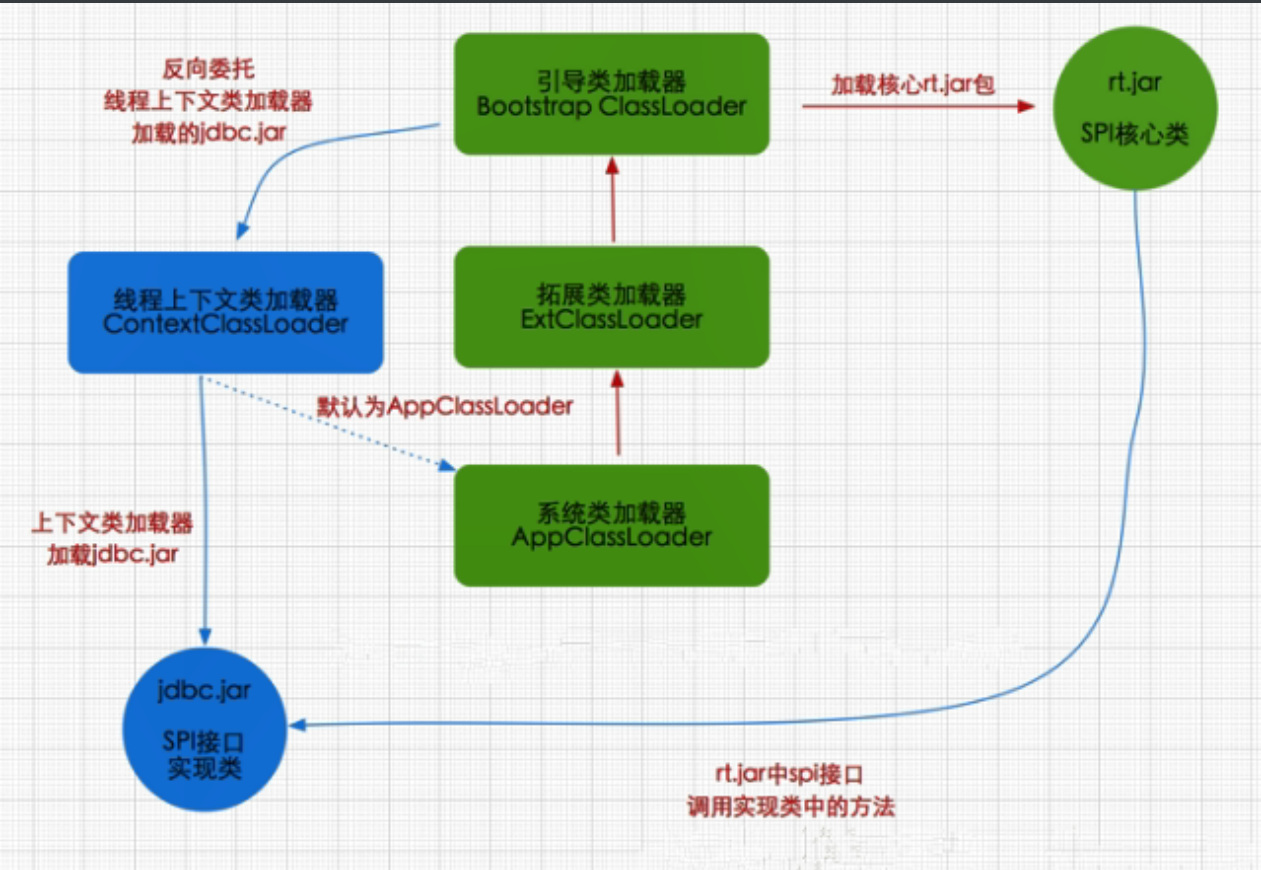 反向委托
线程上下文类加载器
加载的jdbc.jar
引导类加载器
Bootstrap ClassLoader
加载核心rt.jar包
rt.jar
SPI核心类
线程上下文类加载器
ContextClassLoader
拓展类加载器
ExtClassLoader
默认为AppClassLoader
系统类加载器
AppClassLoader
上下文类加载器
加载jdbc.jar
jdbc.jar
SPI接口
实现类
rt.jar中spi接口
调用实现类中的方法